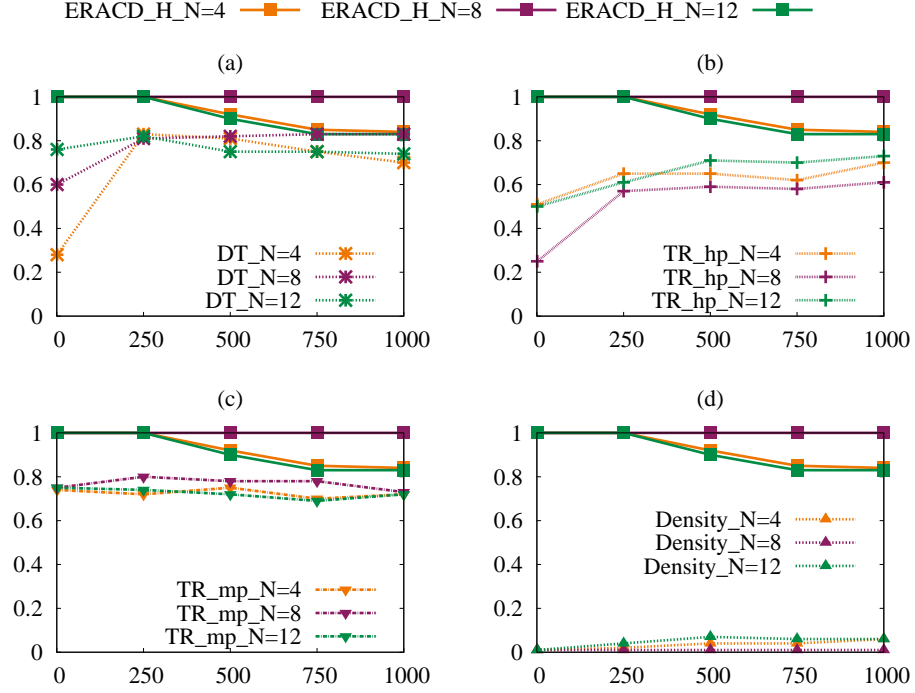 ERACD_H_N=4 ERACD_H_N=8 ERACD_H_N=12
(a) (b)
1
0.8
0.6
0.4
0.2
0
0 250 500 750 1000
DT_N=4
DT_N=8
DT_N=12
1
0.8
0.6
0.4
0.2
0
0 250 500 750 1000
TR_hp_N=4
TR_hp_N=8
TR_hp_N=12
(c) (d)
1
0.8
0.6
0.4
0.2
0
0 250 500 750 1000
TR_mp_N=4
TR_mp_N=8
TR_mp_N=12
1
0.8
0.6
0.4
0.2
0
0 250 500 750 1000
Density_N=4
Density_N=8
Density_N=12